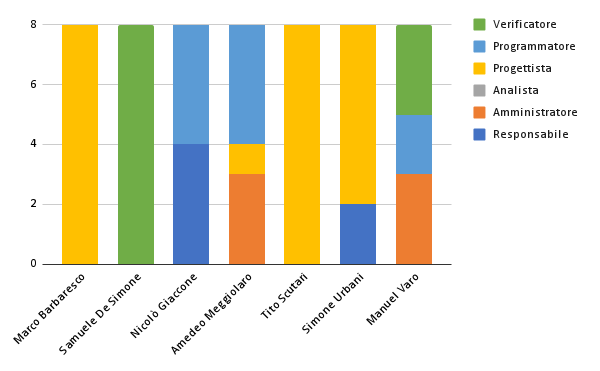 8
6
4
2
0
Marco Barbaresco
Samuele De Simone
Nicolò Giaccone
Amedeo Meggiolaro
Tito Scutari
Simone Urbani
Manuel Varo
Verificatore
Programmatore
Progettista
Analista
Amministratore
Responsabile